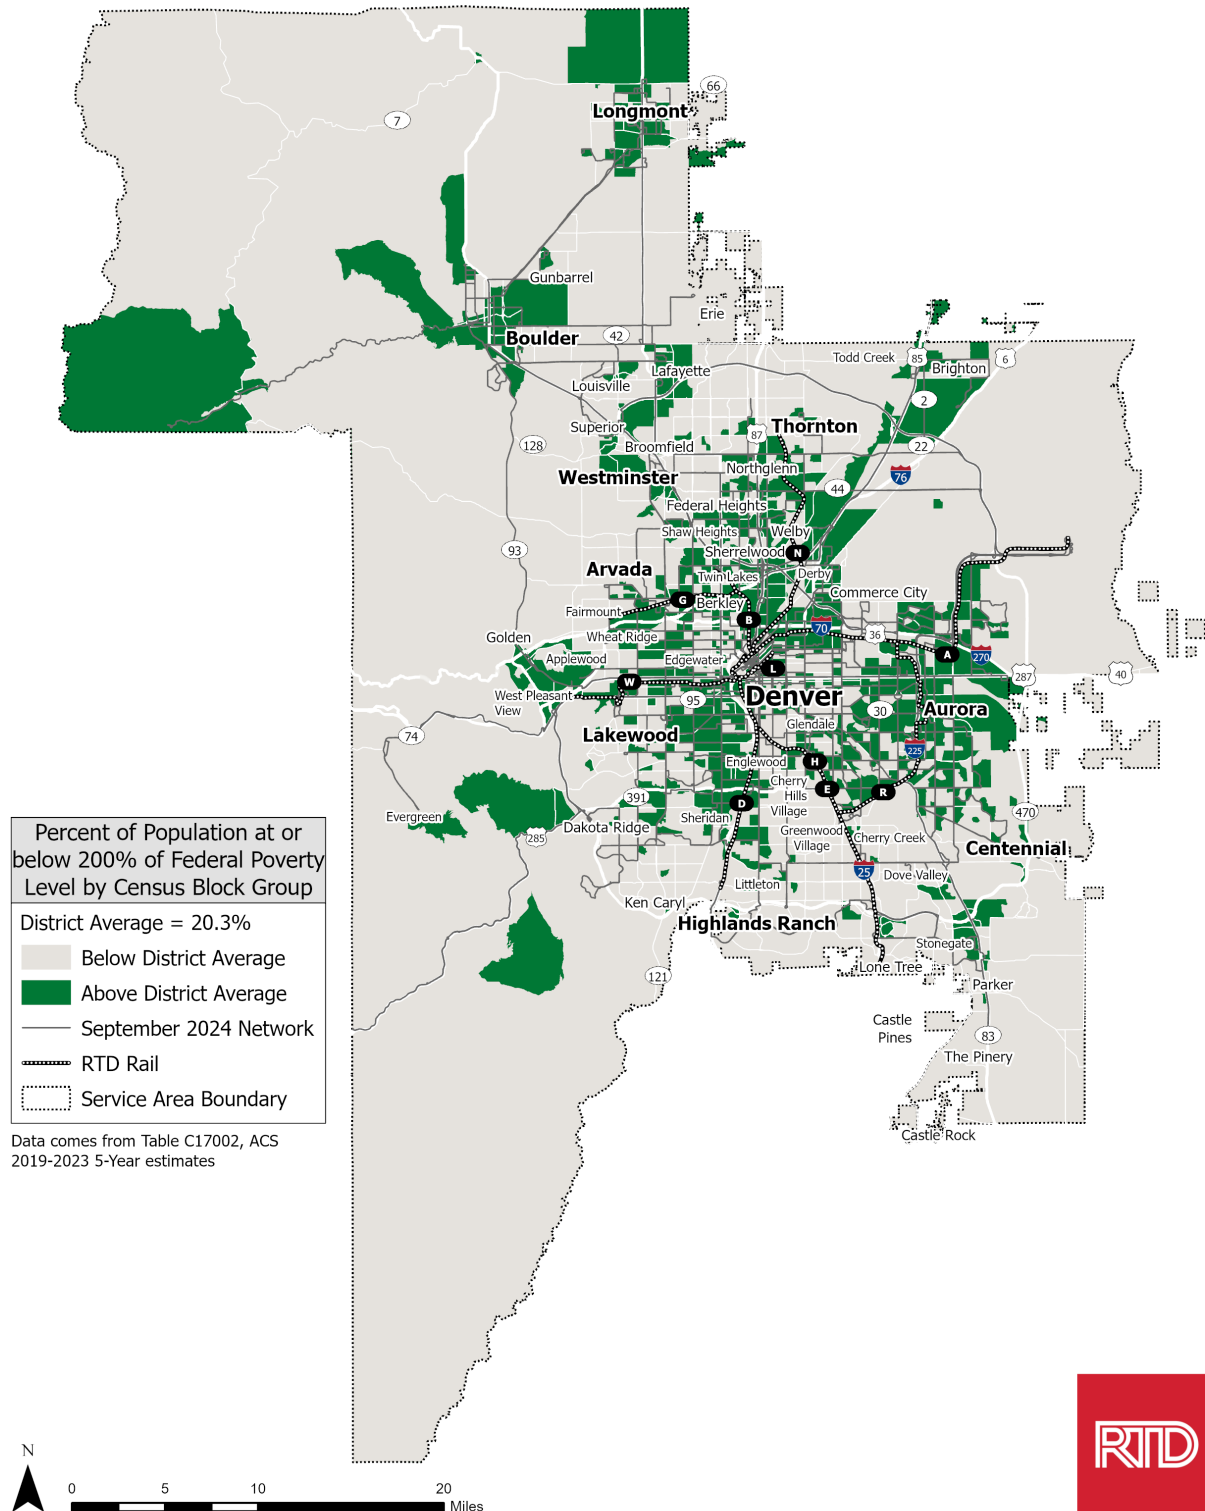 66
Longmont
7
Gunbarrel
Erie
Boulder
42
Todd Creek
85
6
Lafayette
Brighton
Louisville
2
Superior
87
Thornton
128
Broomfield
22
Northglenn
Westminster
76
44
Federal Heights
Shaw Heights
Welby
93
Sherrelwood
N
Arvada
Twin Lakes
Derby
Commerce City
G
Berkley
Fairmount
B
70
36
Golden
Wheat Ridge
A
270
Applewood
Edgewater
L
40
287
W
West Pleasant
View
95
Denver
30
Aurora
Glendale
74
Lakewood
225
Englewood
H
Cherry
Hills
Village
E
R
391
D
Evergreen
Sheridan
470
Dakota Ridge
285
Greenwood
Village
Cherry Creek
Centennial
25
Dove Valley
Littleton
Ken Caryl
Highlands Ranch
Stonegate
Lone Tree
121
Parker
Castle
Pines
83
The Pinery
Castle Rock
Percent of Population at or
below 200% of Federal Poverty
Level by Census Block Group
District Average = 20.3%
Below District Average
Above District Average
September 2024 Network
RTD Rail
Service Area Boundary
Data comes from Table C17002, ACS
2019-2023 5-Year estimates
N
0 5 10 20
Miles
RTD